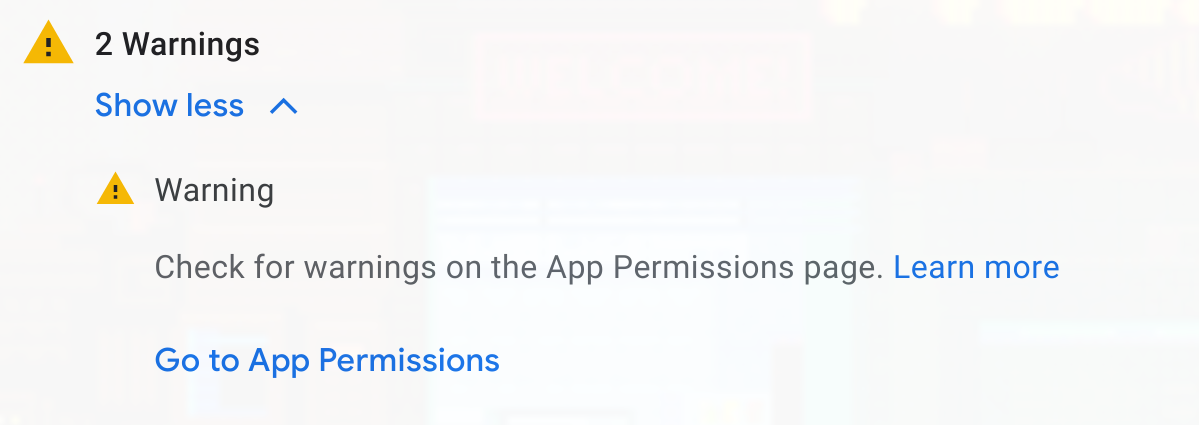 2 Warnings
Show less
Warning
Check for warnings on the App Permissions page. Learn more
Go to App Permissions